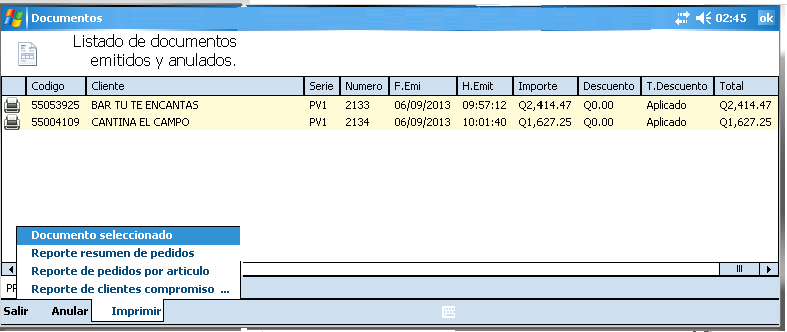 Documentos 02:45 ok
Listado de documentos
emitidos y anulados.
Codigo Cliente Serie Numero F.Emi H.Emit Importe Descuento T.Descuento Total
55053925 BAR TU TE ENCANTAS PV1 2133 06/09/2013 09:57:12 Q2,414.47 Q0.00 Aplicado Q2,414.47
55004109 CANTINA EL CAMPO PV1 2134 06/09/2013 10:01:40 Q1,627.25 Q0.00 Aplicado Q1,627.25
Documento seleccionado
Reporte resumen de pedidos
Reporte de pedidos por articulo
Reporte de clientes compromiso ...
Salir Anular Imprimir